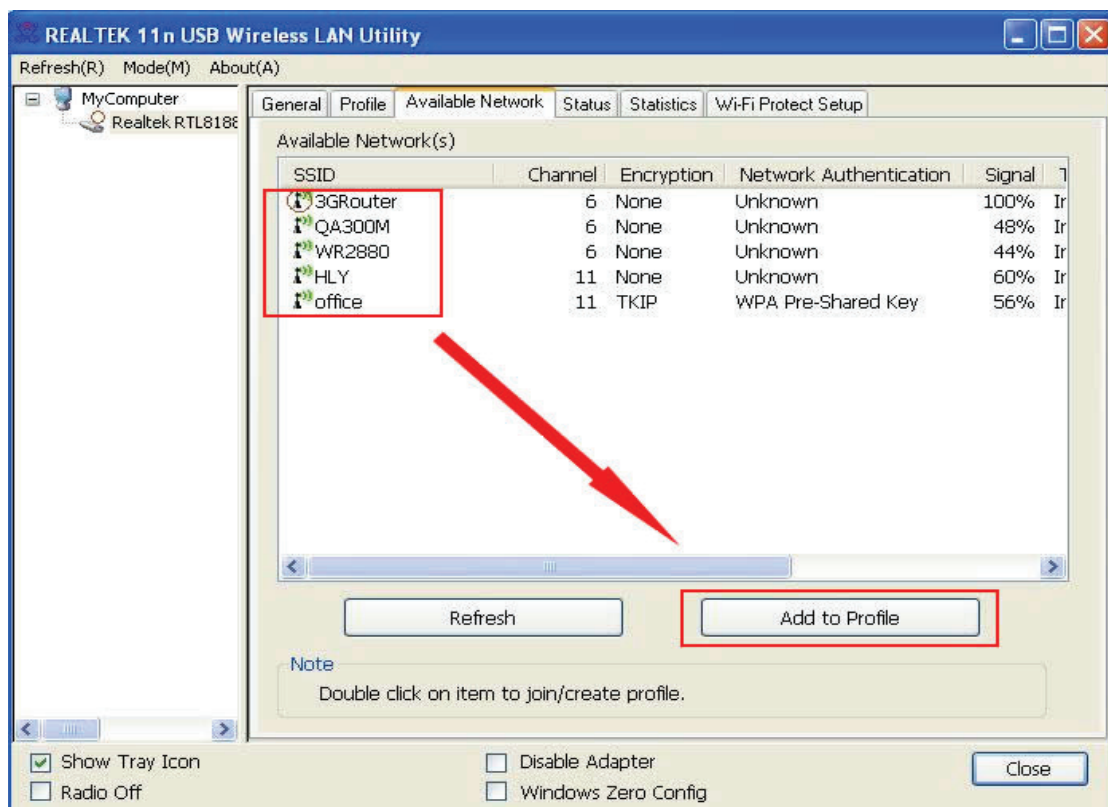 REALTEK 11n USB Wireless LAN Utility
Refresh(R) Mode(M) About(A)
MyComputer
Realtek RTL8188
General Profile Available Network Status Statistics Wi-Fi Protect Setup
Available Network(s)
SSID Channel Encryption Network Authentication Signal
3GRouter 6 None Unknown 100%
QA300M 6 None Unknown 48%
WR2880 6 None Unknown 44%
HLY 11 None Unknown 60%
office 11 TKIP WPA Pre-Shared Key 56%
Refresh Add to Profile
Note
Double click on item to join/create profile.
Show Tray Icon Disable Adapter Close
Radio Off Windows Zero Config